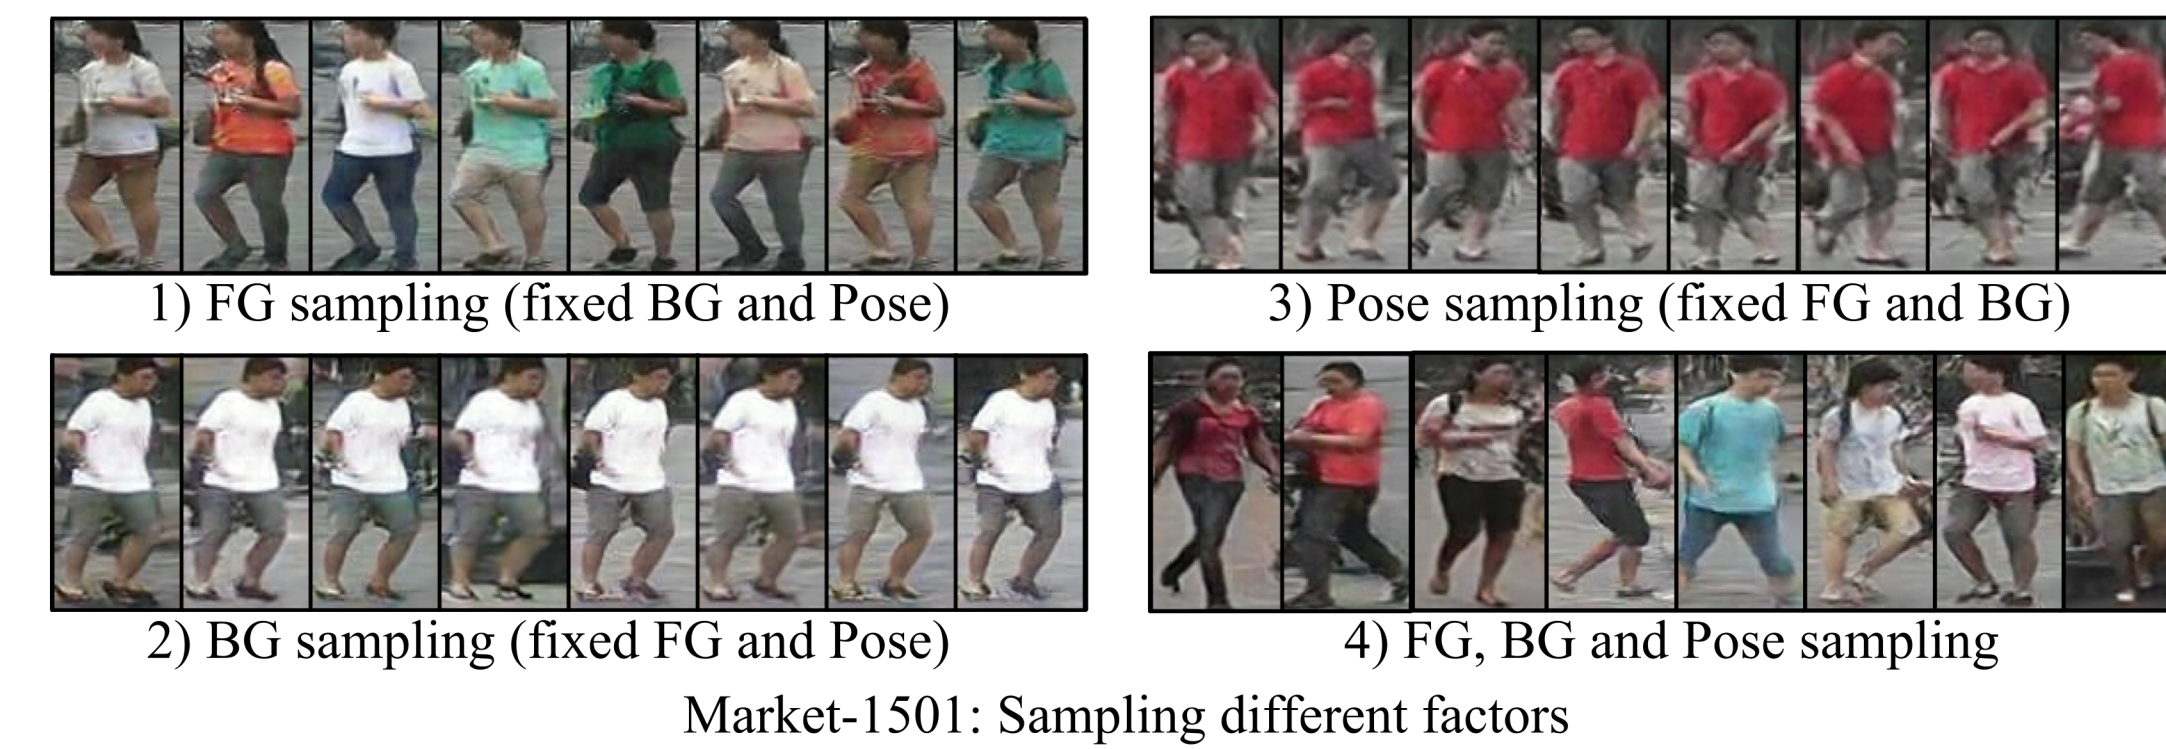 1) FG sampling (fixed BG and Pose)
3) Pose sampling (fixed FG and BG)
2) BG sampling (fixed FG and Pose)
4) FG, BG and Pose sampling
Market-1501: Sampling different factors